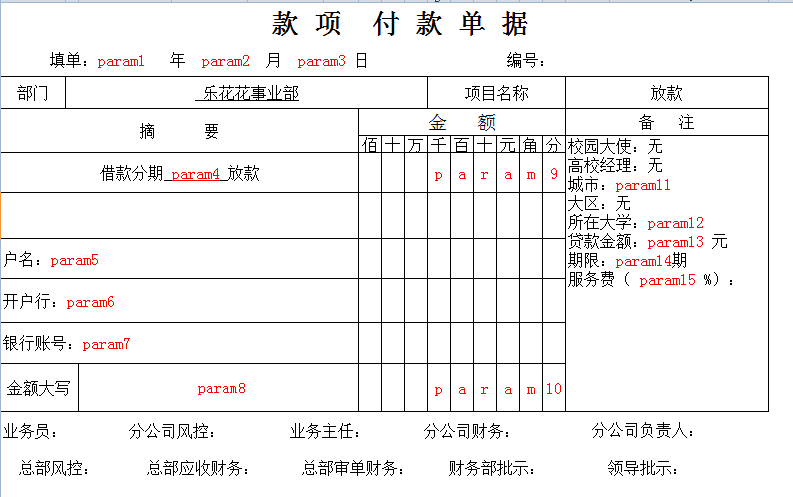 款 项 付 款 单 据
填单：param1 年 param2 月 param3 日 编号：
部门 乐花花事业部 项目名称 放款
摘 要 金 额 备 注
佰 十 万 千 百 十 元 角 分
借款分期 param4 放款 p a r a m 9
校园大使：无
高校经理：无
城市：param11
大区：无
所在大学：param12
贷款金额：param13 元
期限：param14期
服务费（ param15 %）：
户名：param5
开户行：param6
银行账号：param7
金额大写 param8 p a r a m 10
业务员： 分公司风控： 业务主任： 分公司财务： 分公司负责人：
总部风控： 总部应收财务： 总部审单财务： 财务部批示： 领导批示：